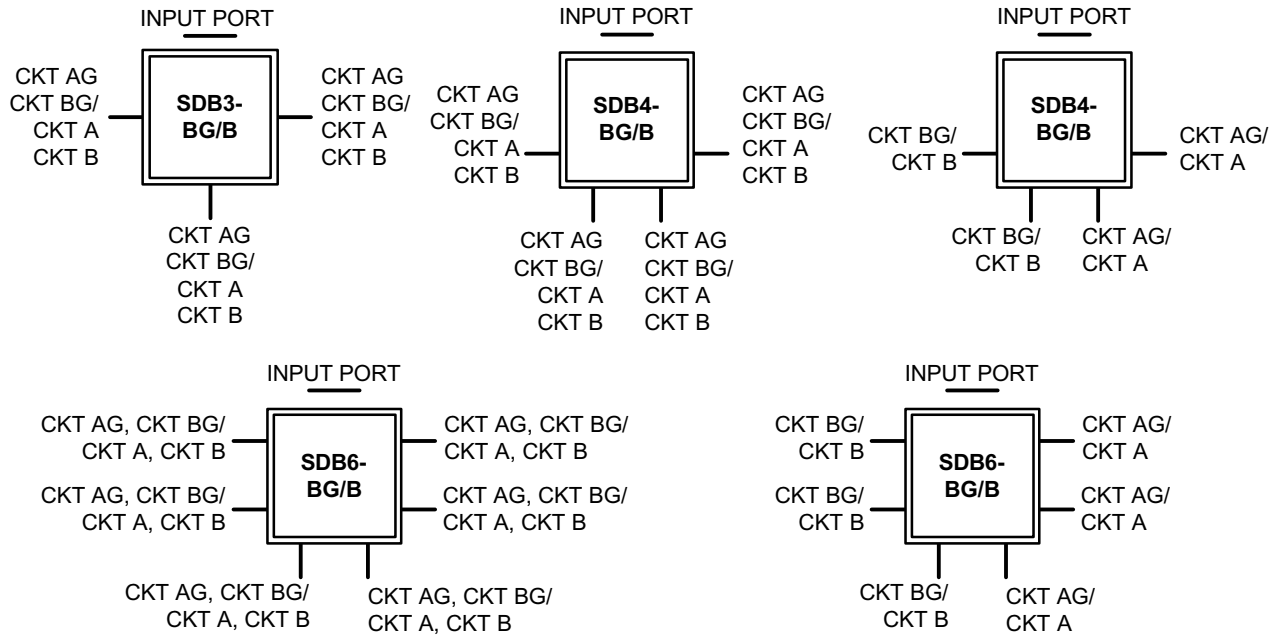 INPUT PORT
CKT AG
CKT BG/
CKT A
CKT B
SDB3-
BG/B
CKT AG
CKT BG/
CKT A
CKT B
CKT AG
CKT BG/
CKT A
CKT B
INPUT PORT
CKT AG
CKT BG/
CKT A
CKT B
SDB4-
BG/B
CKT AG
CKT BG/
CKT A
CKT B
CKT AG
CKT BG/
CKT A
CKT B
CKT AG
CKT BG/
CKT A
CKT B
INPUT PORT
CKT BG/
CKT B
SDB4-
BG/B
CKT AG/
CKT A
CKT BG/
CKT B
CKT AG/
CKT A
INPUT PORT
CKT AG, CKT BG/
CKT A, CKT B
CKT AG, CKT BG/
CKT A, CKT B
SDB6-
BG/B
CKT AG, CKT BG/
CKT A, CKT B
CKT AG, CKT BG/
CKT A, CKT B
CKT AG, CKT BG/
CKT A, CKT B
CKT AG, CKT BG/
CKT A, CKT B
INPUT PORT
CKT BG/
CKT B
CKT BG/
CKT B
SDB6-
BG/B
CKT AG/
CKT A
CKT AG/
CKT A
CKT BG/
CKT B
CKT AG/
CKT A